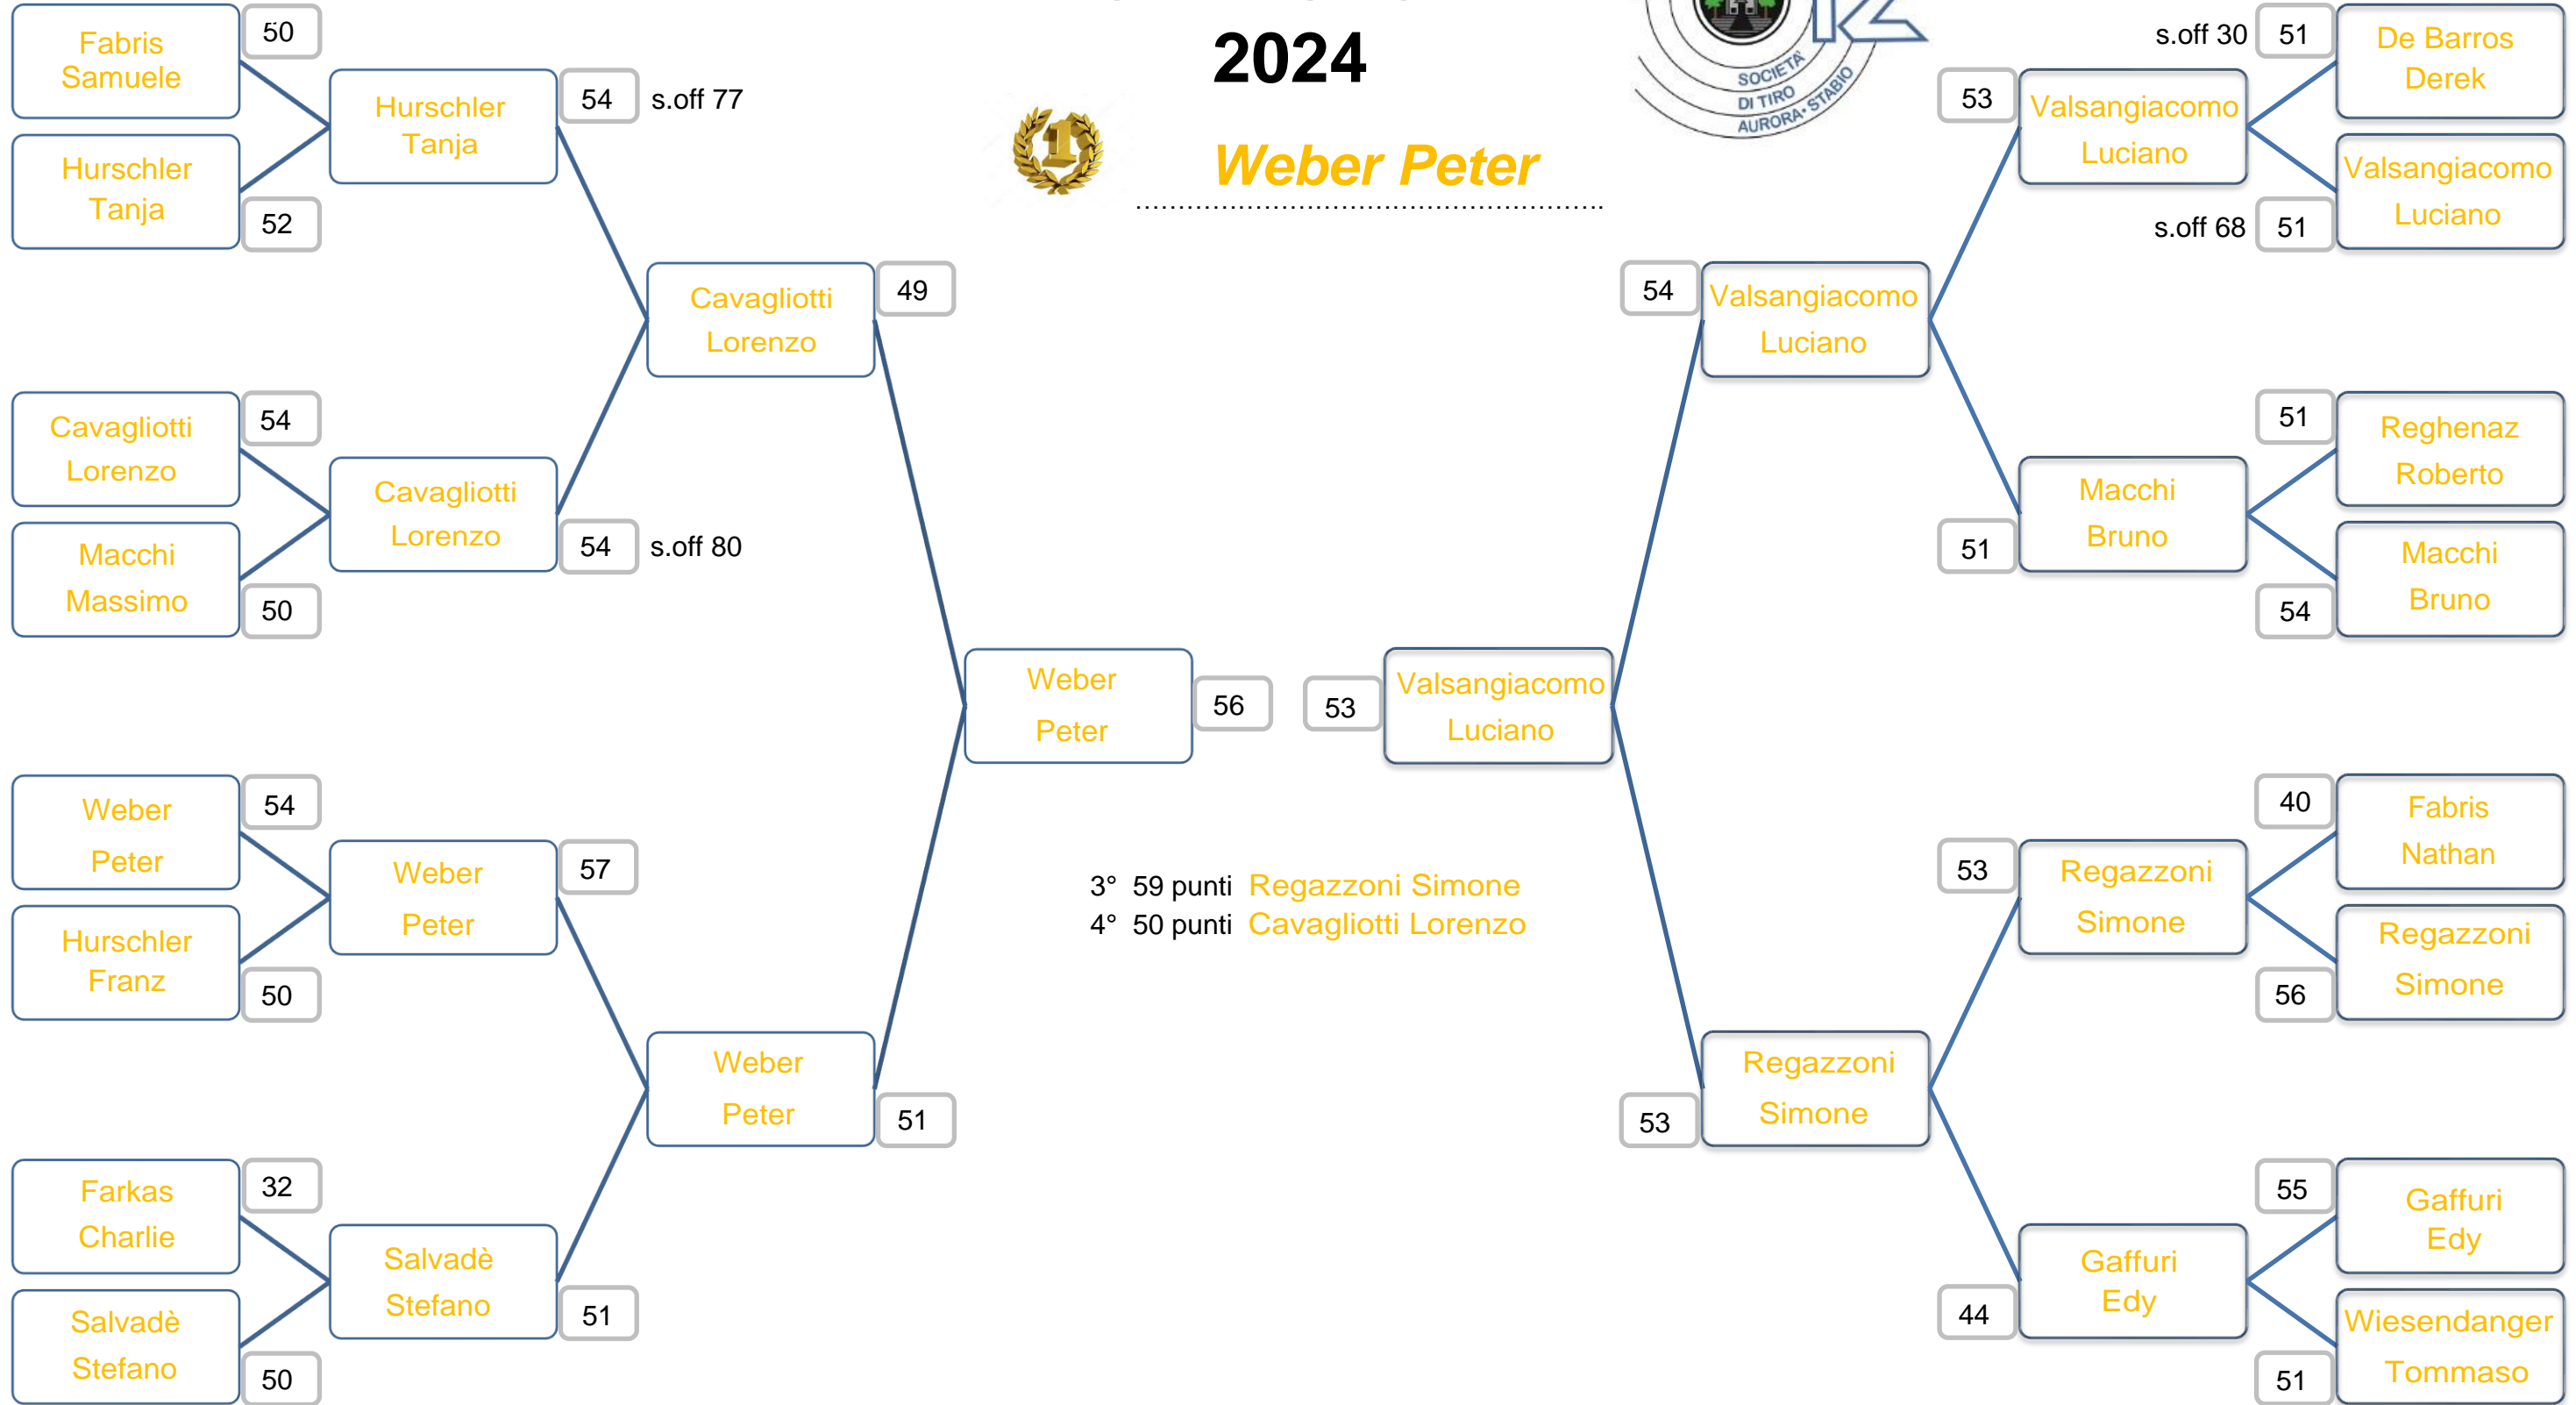 2024
Weber Peter
SOCIETA'
DI TIRO
AURORA • STABIO
Fabris
Samuele
50
Hurschler
Tanja
52
Hurschler
Tanja
54 s.off 77
Cavagliotti
Lorenzo
54
Macchi
Massimo
50
Cavagliotti
Lorenzo
54 s.off 80
Cavagliotti
Lorenzo
49
Weber
Peter
54
Hurschler
Franz
50
Weber
Peter
57
Farkas
Charlie
32
Salvadè
Stefano
50
Salvadè
Stefano
51
Weber
Peter
51
Weber
Peter
56
53
Valsangiacomo
Luciano
3° 59 punti Regazzoni Simone
4° 50 punti Cavagliotti Lorenzo
54
Valsangiacomo
Luciano
53
Regazzoni
Simone
53
Valsangiacomo
Luciano
51
Macchi
Bruno
53
Regazzoni
Simone
44
Gaffuri
Edy
s.off 30 51
De Barros
Derek
s.off 68 51
Valsangiacomo
Luciano
51
Reghenaz
Roberto
54
Macchi
Bruno
40
Fabris
Nathan
56
Regazzoni
Simone
55
Gaffuri
Edy
51
Wiesendanger
Tommaso